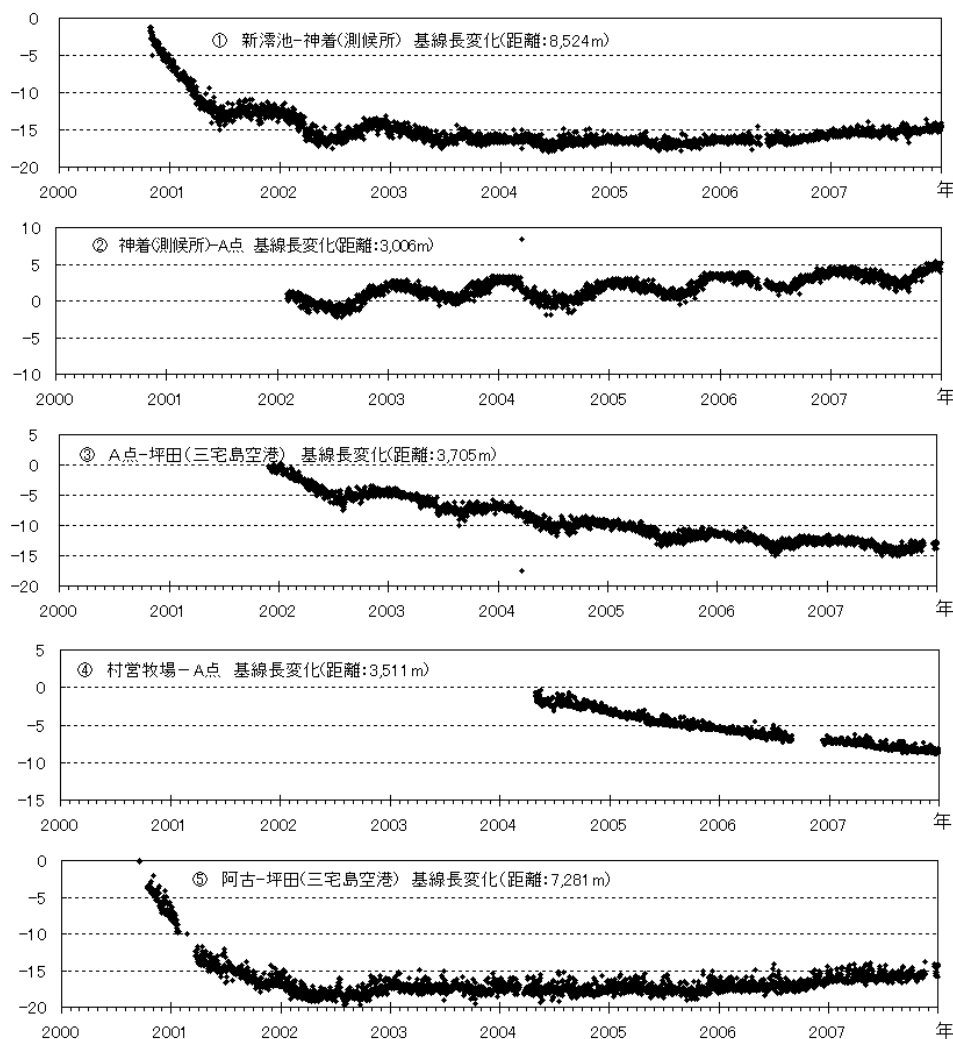 0
① 新澪池-神着(測候所) 基線長変化(距離:8,524m)
-5
-10
-15
-20
2000 2001 2002 2003 2004 2005 2006 2007 年
10
② 神着(測候所)-A点 基線長変化(距離:3,006m)
5
0
-5
-10
2000 2001 2002 2003 2004 2005 2006 2007 年
5
③ A点-坪田(三宅島空港) 基線長変化(距離:3,705m)
0
-5
-10
-15
-20
2000 2001 2002 2003 2004 2005 2006 2007 年
5
④ 村営牧場-A点 基線長変化(距離:3,511m)
0
-5
-10
-15
2000 2001 2002 2003 2004 2005 2006 2007 年
0
⑤ 阿古-坪田(三宅島空港) 基線長変化(距離:7,281m)
-5
-10
-15
-20
2000 2001 2002 2003 2004 2005 2006 2007 年